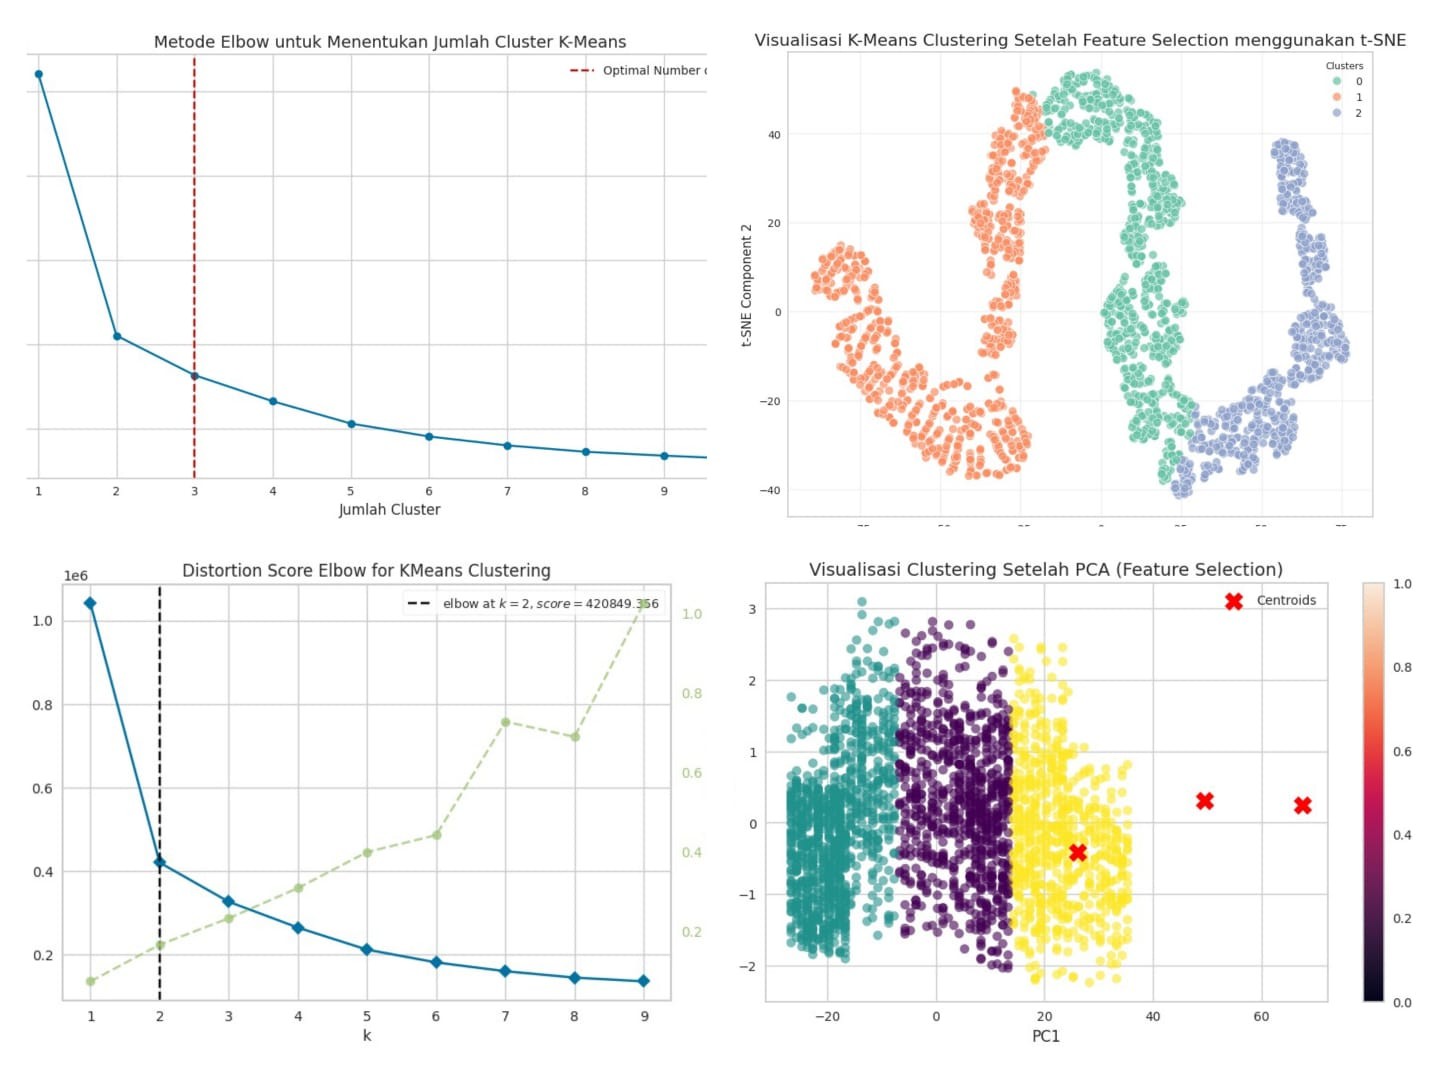 Metode Elbow untuk Menentukan Jumlah Cluster K-Means
Optimal Number
1 2 3 4 5 6 7 8 9
Jumlah Cluster
Visualisasi K-Means Clustering Setelah Feature Selection menggunakan t-SNE
Clusters
0
1
2
t-SNE Component 2
40
20
0
−20
−40
Distortion Score Elbow for KMeans Clustering
1e6
elbow at k = 2, score = 420849.356
1.0
0.8
0.6
0.4
0.2
1.0
0.8
0.6
0.4
0.2
1 2 3 4 5 6 7 8 9
k
Visualisasi Clustering Setelah PCA (Feature Selection)
Centroids
3
2
1
0
−1
−2
−20 0 20 40 60
PC1
1.0
0.8
0.6
0.4
0.2
0.0